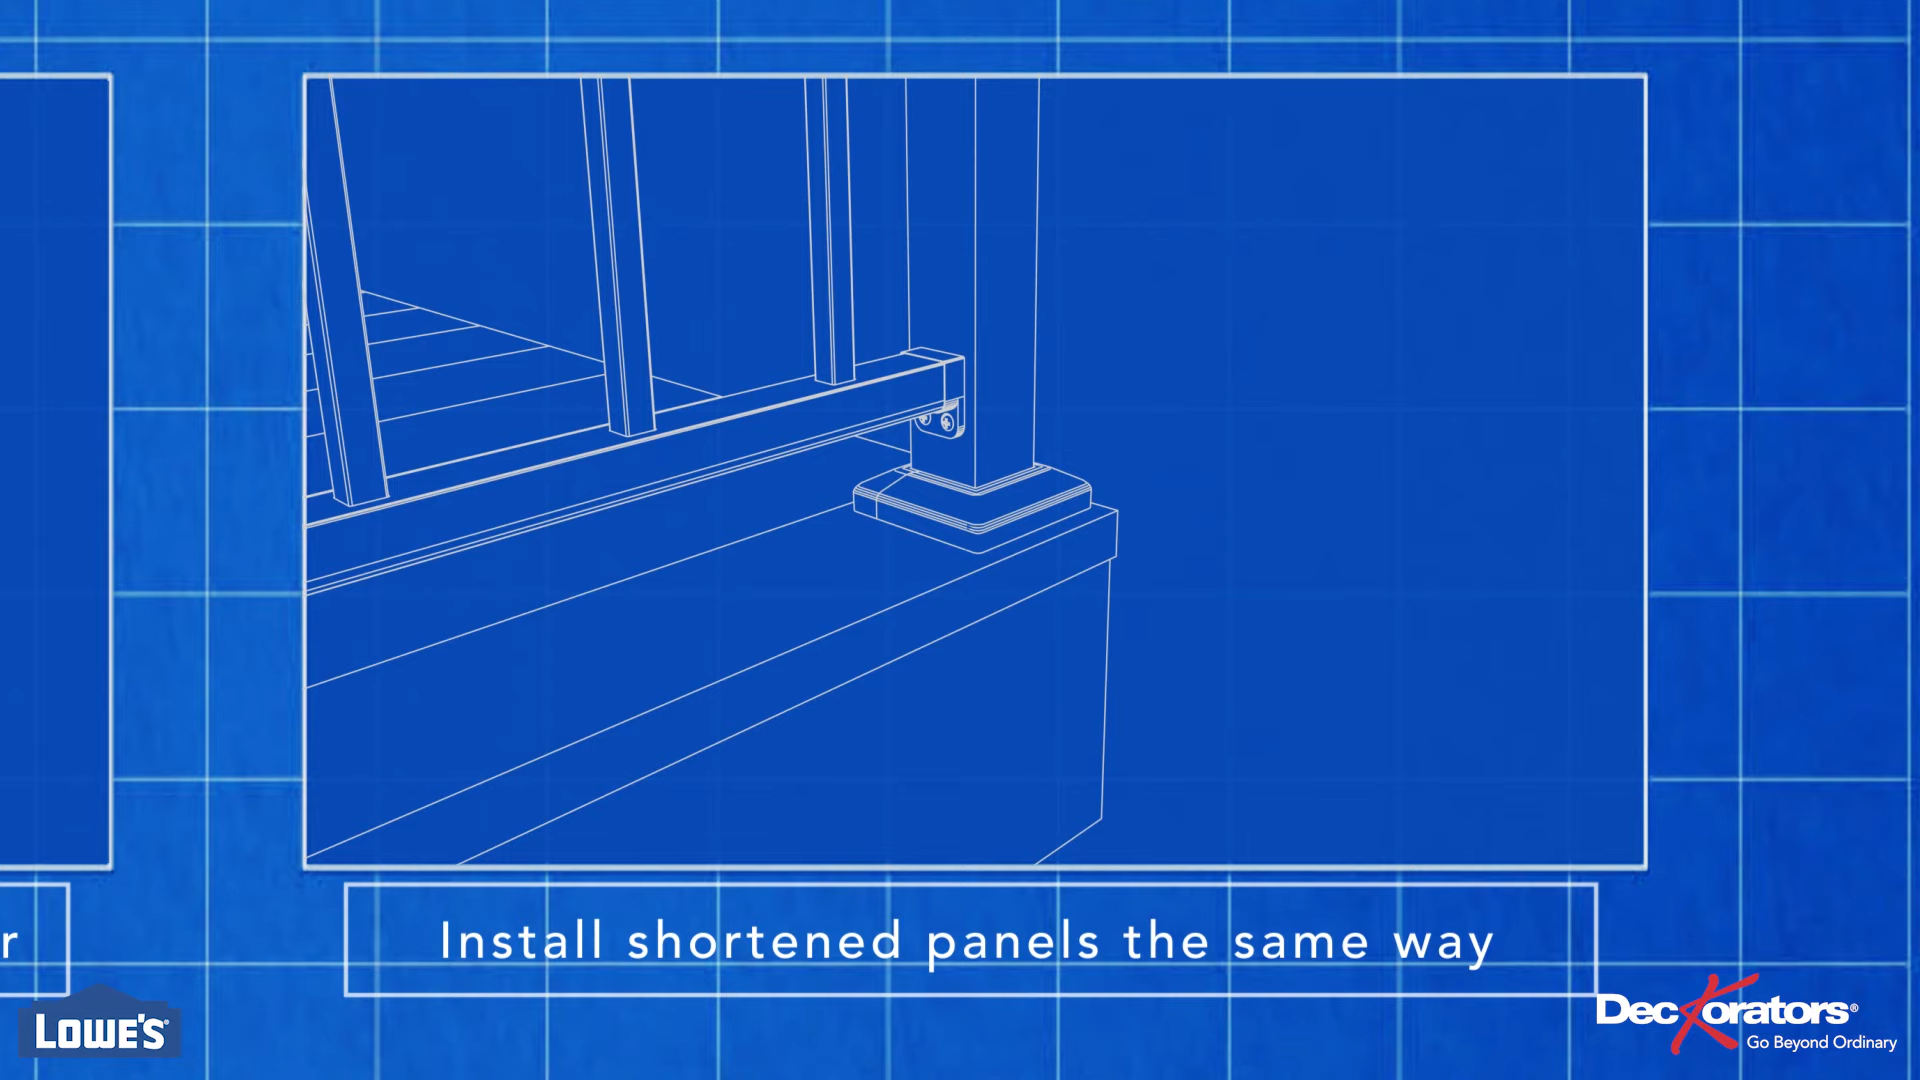 r
Install shortened panels the same way
LOWE'S
Deckorators®
Go Beyond Ordinary